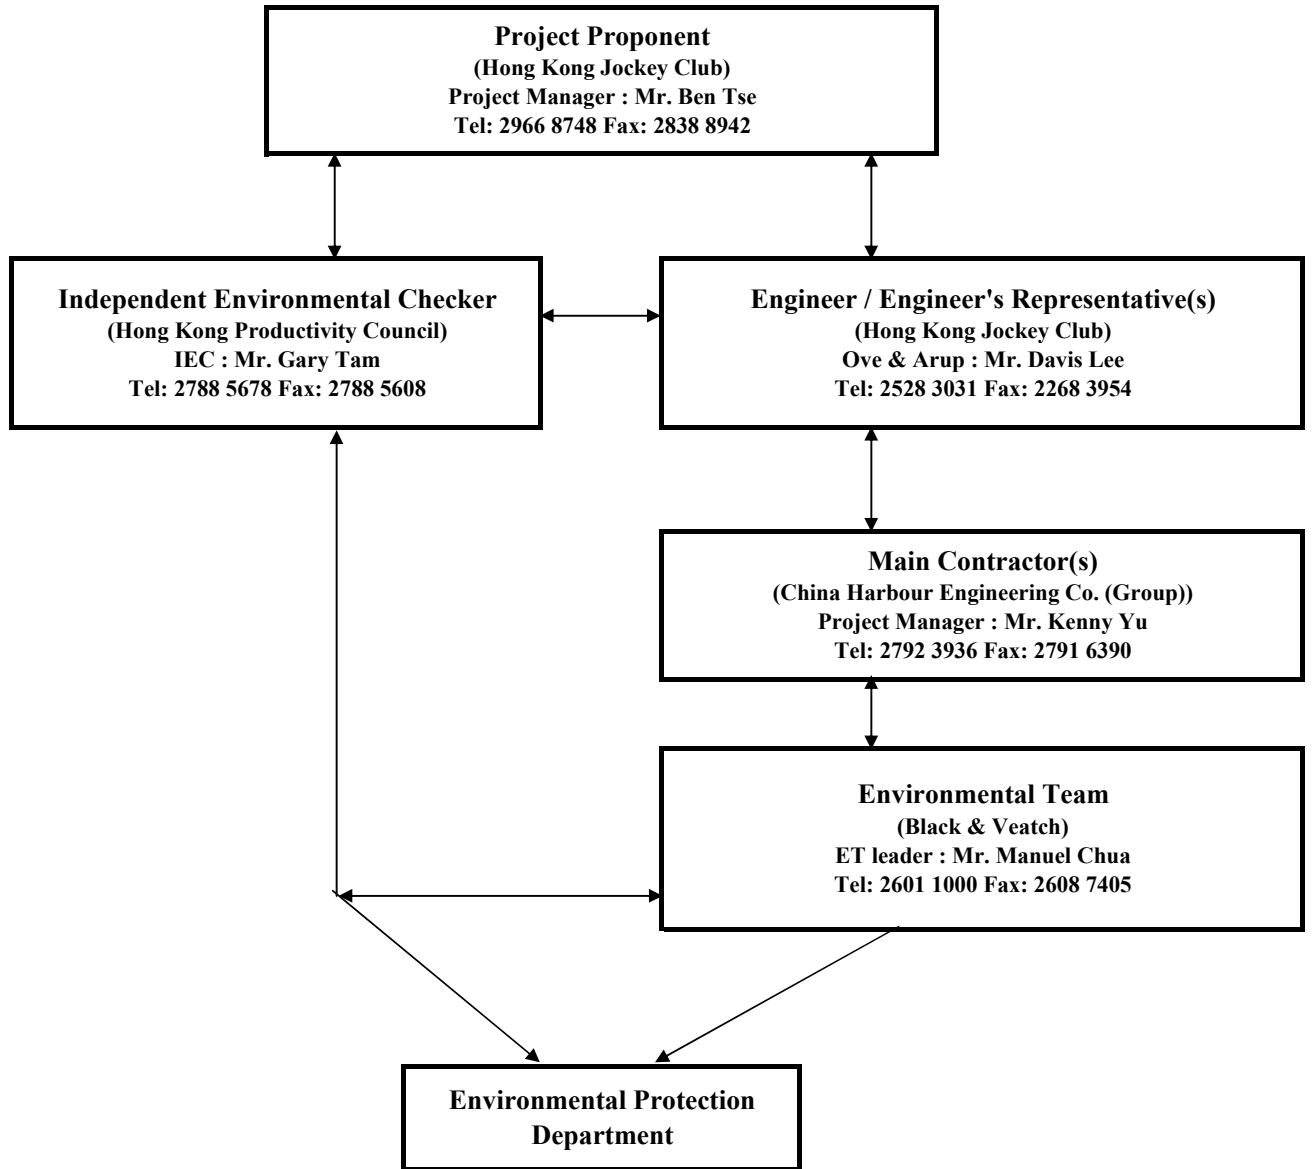 Project Proponent
(Hong Kong Jockey Club)
Project Manager : Mr. Ben Tse
Tel: 2966 8748 Fax: 2838 8942
Independent Environmental Checker
(Hong Kong Productivity Council)
IEC : Mr. Gary Tam
Tel: 2788 5678 Fax: 2788 5608
Engineer / Engineer's Representative(s)
(Hong Kong Jockey Club)
Ove & Arup : Mr. Davis Lee
Tel: 2528 3031 Fax: 2268 3954
Main Contractor(s)
(China Harbour Engineering Co. (Group))
Project Manager : Mr. Kenny Yu
Tel: 2792 3936 Fax: 2791 6390
Environmental Team
(Black & Veatch)
ET leader : Mr. Manuel Chua
Tel: 2601 1000 Fax: 2608 7405
Environmental Protection
Department